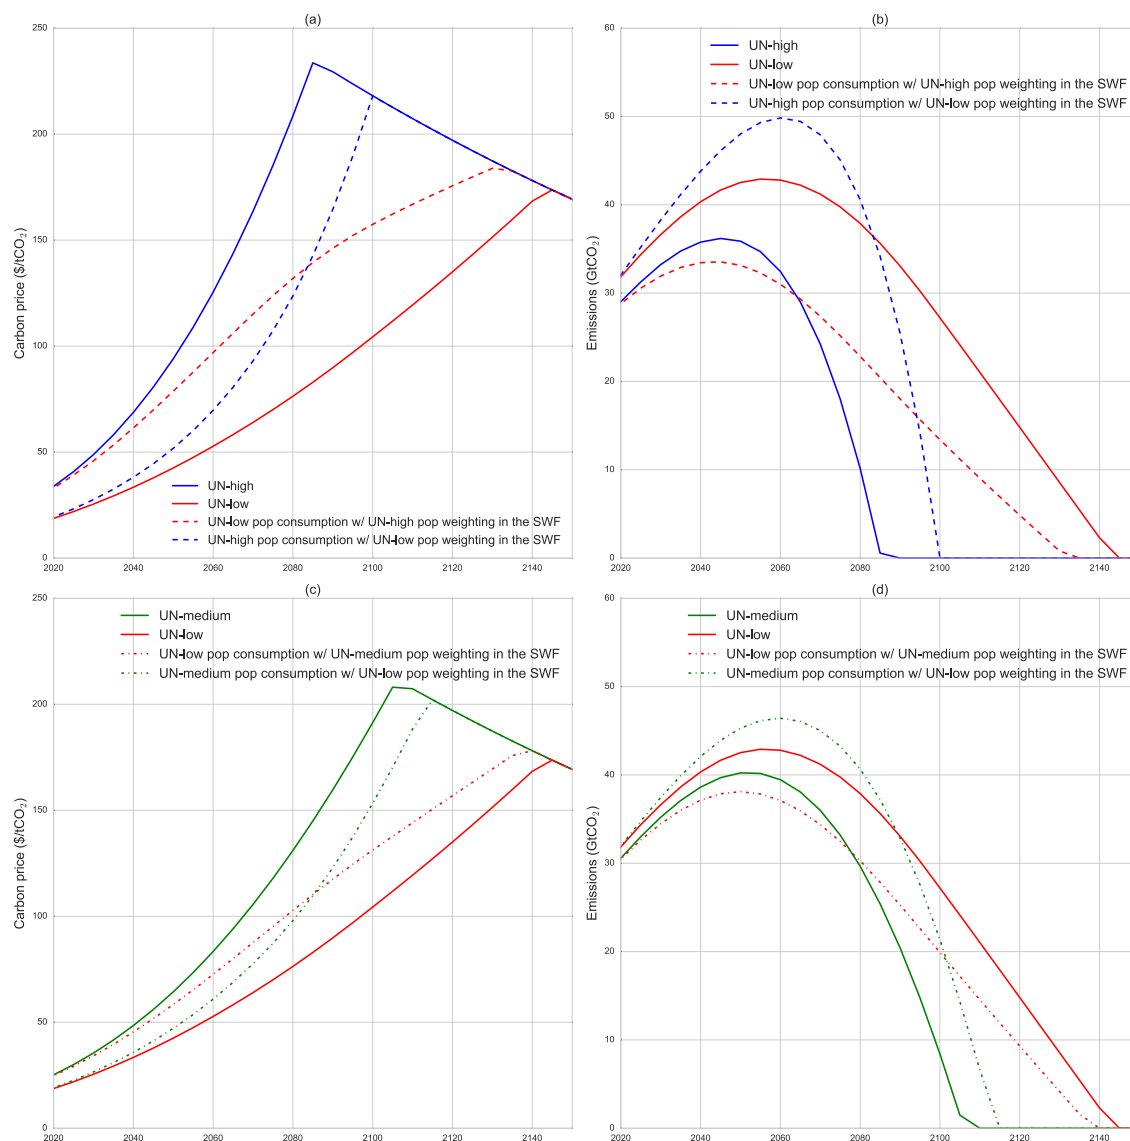 (a)
250
200
150
100
50
0
Carbon price ($/tCO₂)
UN-high
UN-low
UN-low pop consumption w/ UN-high pop weighting in the SWF
UN-high pop consumption w/ UN-low pop weighting in the SWF
2020 2040 2060 2080 2100 2120 2140
(b)
60
50
40
30
20
10
0
Emissions (GtCO₂)
UN-high
UN-low
UN-low pop consumption w/ UN-high pop weighting in the SWF
UN-high pop consumption w/ UN-low pop weighting in the SWF
2020 2040 2060 2080 2100 2120 2140
(c)
250
200
150
100
50
0
Carbon price ($/tCO₂)
UN-medium
UN-low
UN-low pop consumption w/ UN-medium pop weighting in the SWF
UN-medium pop consumption w/ UN-low pop weighting in the SWF
2020 2040 2060 2080 2100 2120 2140
(d)
60
50
40
30
20
10
0
Emissions (GtCO₂)
UN-medium
UN-low
UN-low pop consumption w/ UN-medium pop weighting in the SWF
UN-medium pop consumption w/ UN-low pop weighting in the SWF
2020 2040 2060 2080 2100 2120 2140